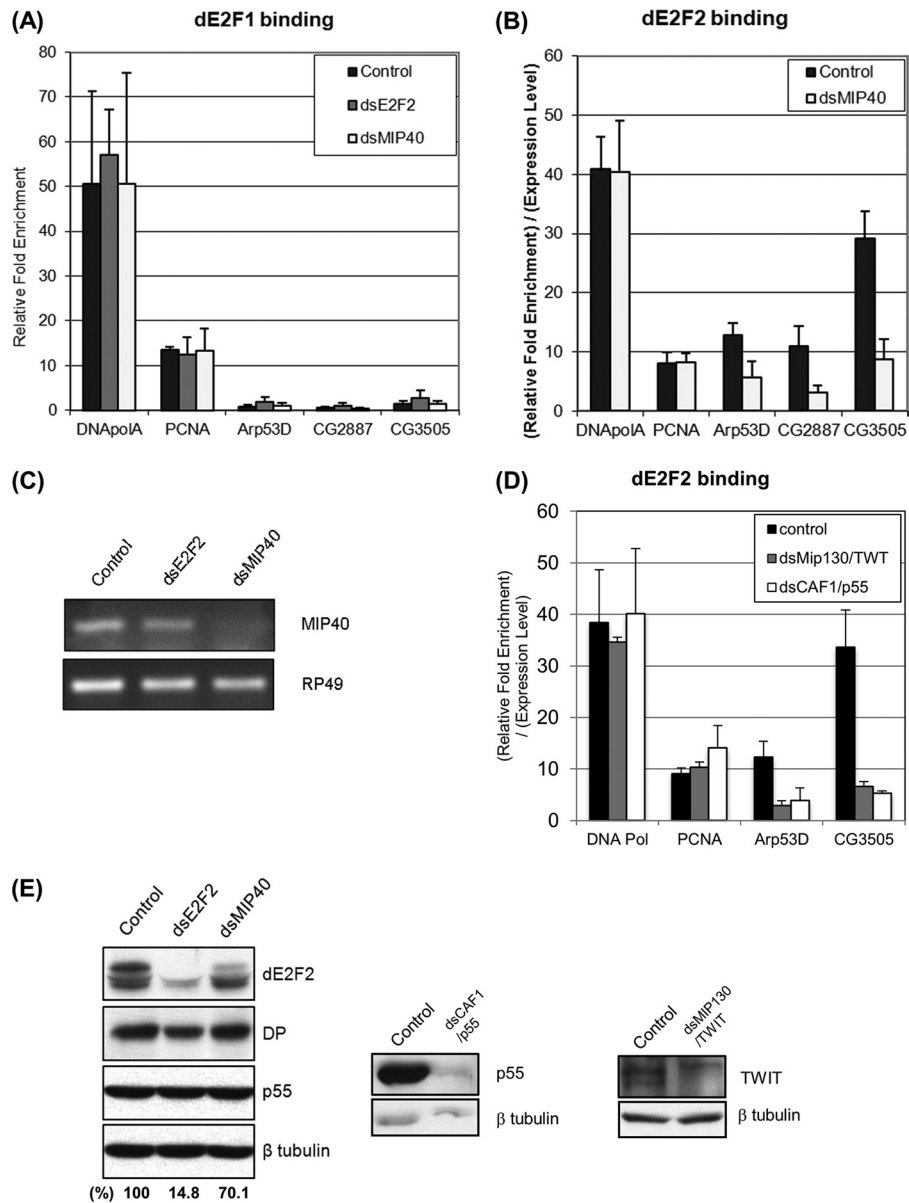 (A)
dE2F1 binding
Relative Fold Enrichment
80
70
60
50
40
30
20
10
0
Control
dsE2F2
dsMIP40
DNApolA PCNA Arp53D CG2887 CG3505
(B)
dE2F2 binding
(Relative Fold Enrichment) / (Expression Level)
60
50
40
30
20
10
0
Control
dsMIP40
DNApolA PCNA Arp53D CG2887 CG3505
(C)
Control dsE2F2 dsMIP40
MIP40
RP49
(D)
dE2F2 binding
(Relative Fold Enrichment)
/ (Expression Level)
60
50
40
30
20
10
0
control
dsMip130/TWT
dsCAF1/p55
DNA Pol PCNA Arp53D CG3505
(E)
Control dsE2F2 dsMIP40
dE2F2
DP
p55
β tubulin
(%) 100 14.8 70.1
Control dsCAF1
/p55
p55
β tubulin
Control dsMIP130
/TWIT
TWIT
β tubulin